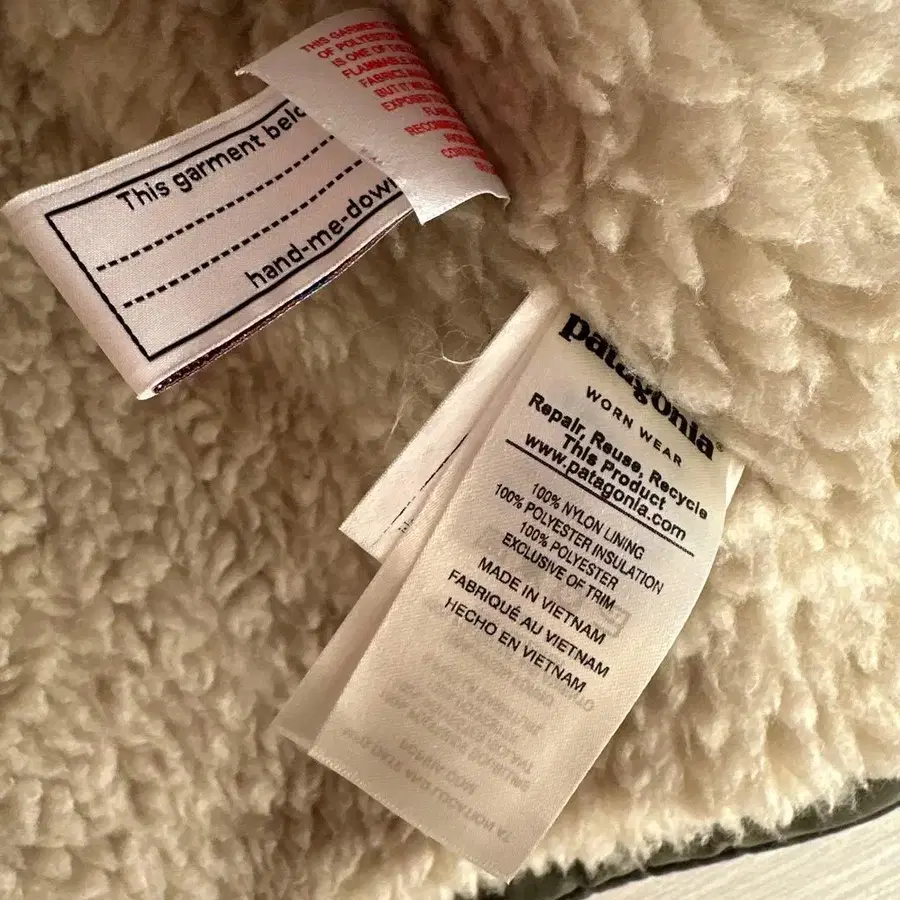 THIS GARMENT
OF POLYESTER
IS ONE OF THE
FLAMMABLE
FABRICS
BUT IT
EXPOSED
This garment
hand-me-down
patagonia®
WORN WEAR
Repair, Reuse, Recycle
This Product
www.patagonia.com
100% NYLON LINING
100% POLYESTER INSULATION
100% POLYESTER
EXCLUSIVE OF TRIM
MADE IN VIETNAM
FABRIQUÉ AU VIETNAM
HECHO EN VIETNAM